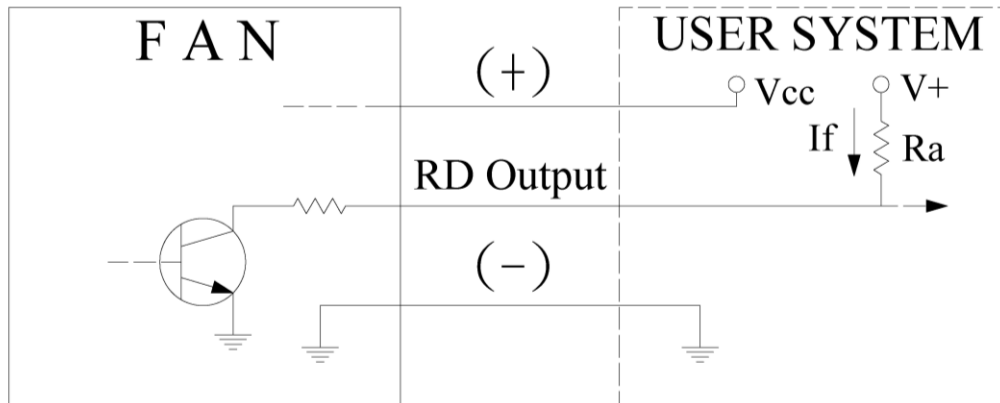 F A N
USER SYSTEM
(+)
Vcc
V+
If
Ra
RD Output
(-)